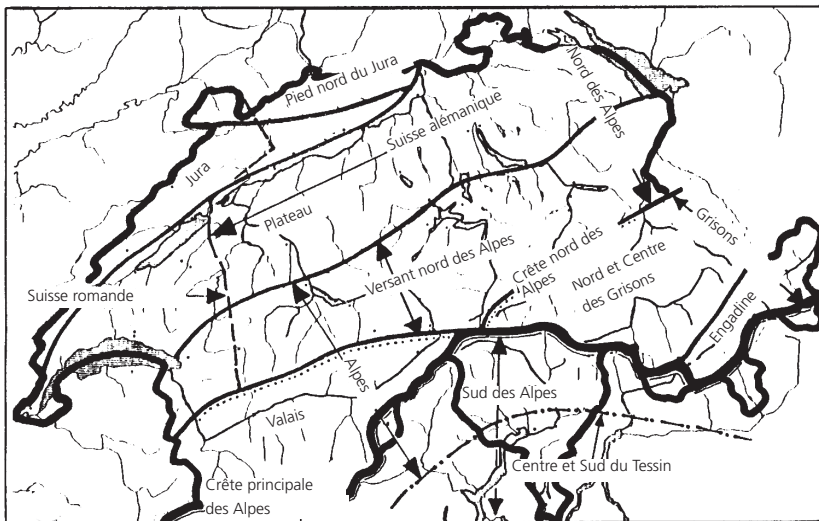 Pied nord du Jura
Nord des Alpes
Suisse alémanique
Jura
Plateau
Grisons
Versant nord des Alpes
Crête nord des
Alpes
Nord et Centre
des Grisons
Suisse romande
Engadine
Alpes
Sud des Alpes
Valais
Centre et Sud du Tessin
Crête principale
des Alpes